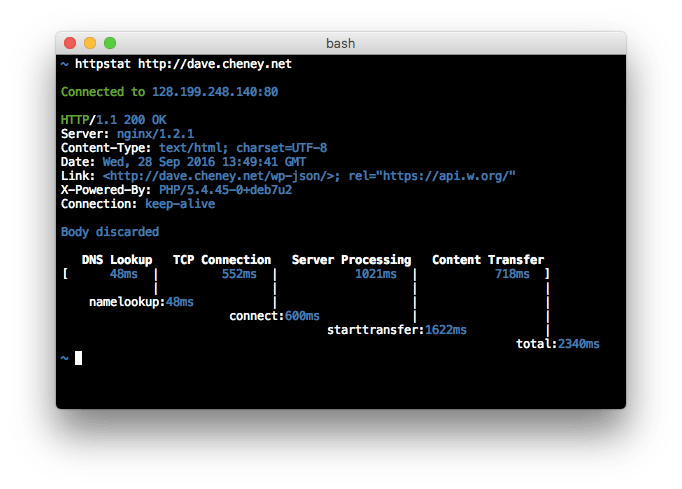 bash
~ httpstat http://dave.cheney.net
Connected to 128.199.248.140:80
HTTP/1.1 200 OK
Server: nginx/1.2.1
Content-Type: text/html; charset=UTF-8
Date: Wed, 28 Sep 2016 13:49:41 GMT
Link: <http://dave.cheney.net/wp-json/>; rel="https://api.w.org/"
X-Powered-By: PHP/5.4.45-0+deb7u2
Connection: keep-alive
Body discarded
   DNS Lookup   TCP Connection   Server Processing   Content Transfer
[      48ms  |         552ms  |           1021ms  |           718ms  ]
             |                |                   |                  |
    namelookup:48ms           |                   |                  |
                        connect:600ms             |                  |
                                      starttransfer:1622ms           |
                                                                 total:2340ms
~